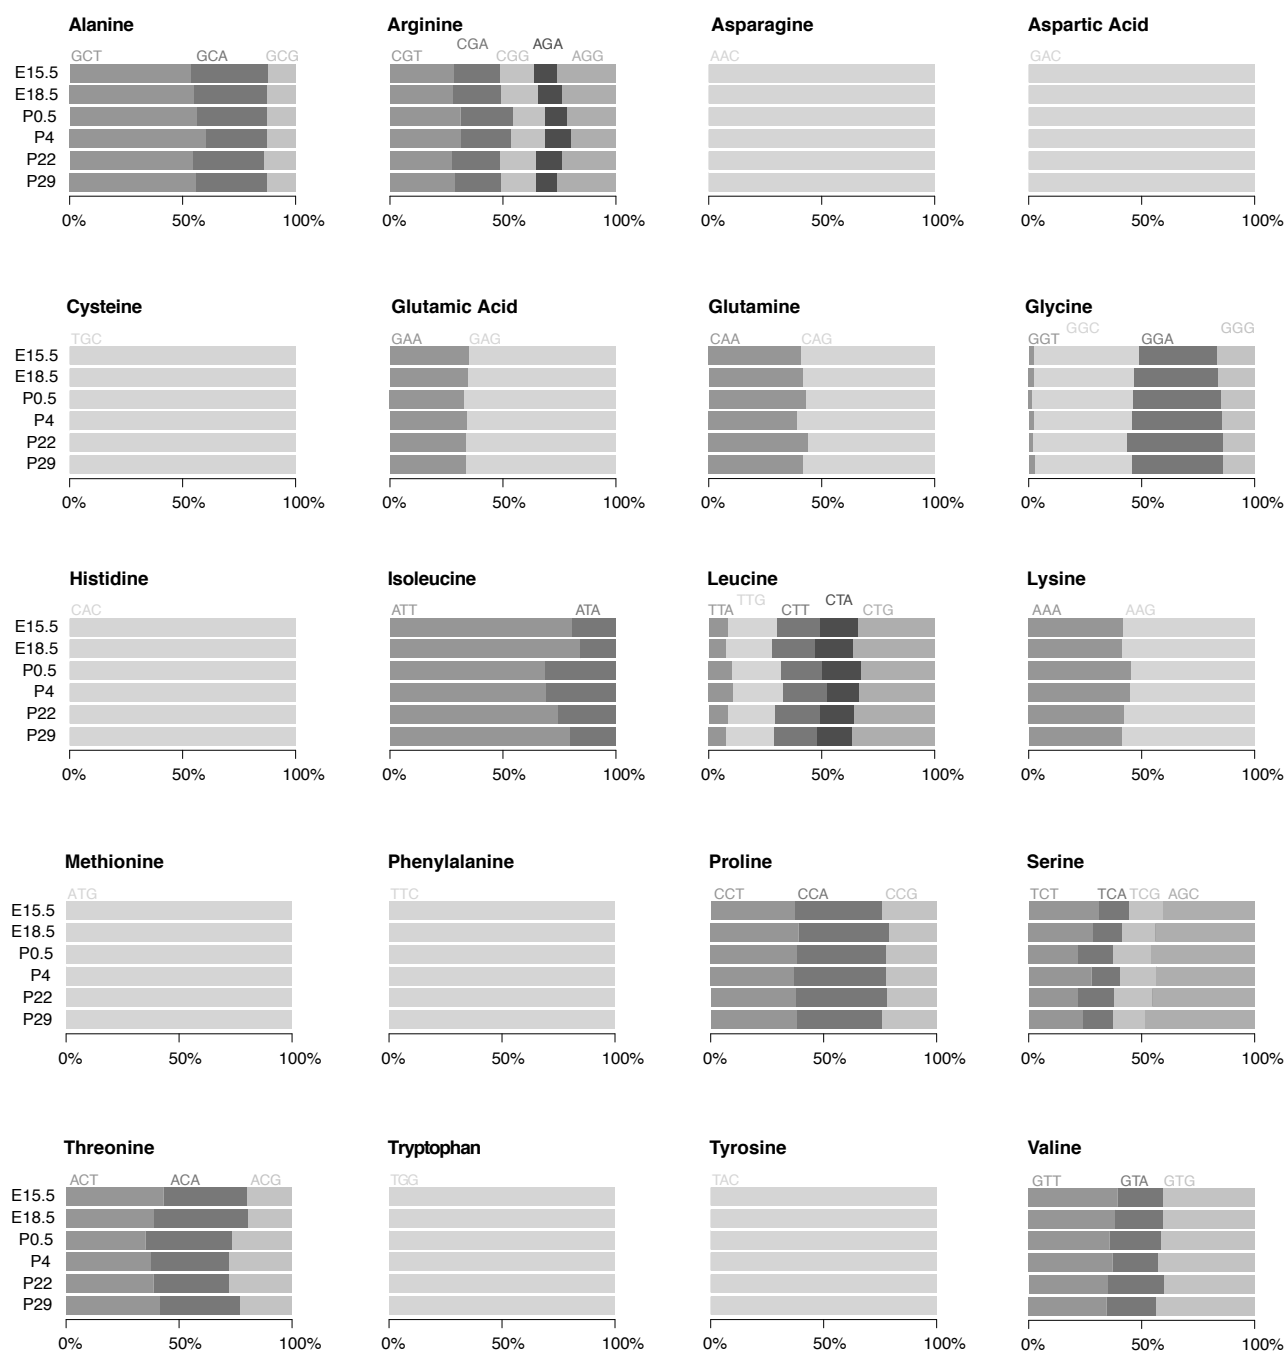 Alanine Arginine Asparagine Aspartic Acid
GCT GCA GCG CGT CGA CGG AGA AGG AAC GAC
E15.5
E18.5
P0.5
P4
P22
P29
0% 50% 100% 0% 50% 100% 0% 50% 100% 0% 50% 100%
Cysteine Glutamic Acid Glutamine Glycine
TGC GAA GAG CAA CAG GGT GGC GGA GGG
E15.5
E18.5
P0.5
P4
P22
P29
0% 50% 100% 0% 50% 100% 0% 50% 100% 0% 50% 100%
Histidine Isoleucine Leucine Lysine
CAC ATT ATA TTA TTG CTT CTA CTG AAA AAG
E15.5
E18.5
P0.5
P4
P22
P29
0% 50% 100% 0% 50% 100% 0% 50% 100% 0% 50% 100%
Methionine Phenylalanine Proline Serine
ATG TTC CCT CCA CCG TCT TCA TCG AGC
E15.5
E18.5
P0.5
P4
P22
P29
0% 50% 100% 0% 50% 100% 0% 50% 100% 0% 50% 100%
Threonine Tryptophan Tyrosine Valine
ACT ACA ACG TGG TAC GTT GTA GTG
E15.5
E18.5
P0.5
P4
P22
P29
0% 50% 100% 0% 50% 100% 0% 50% 100% 0% 50% 100%